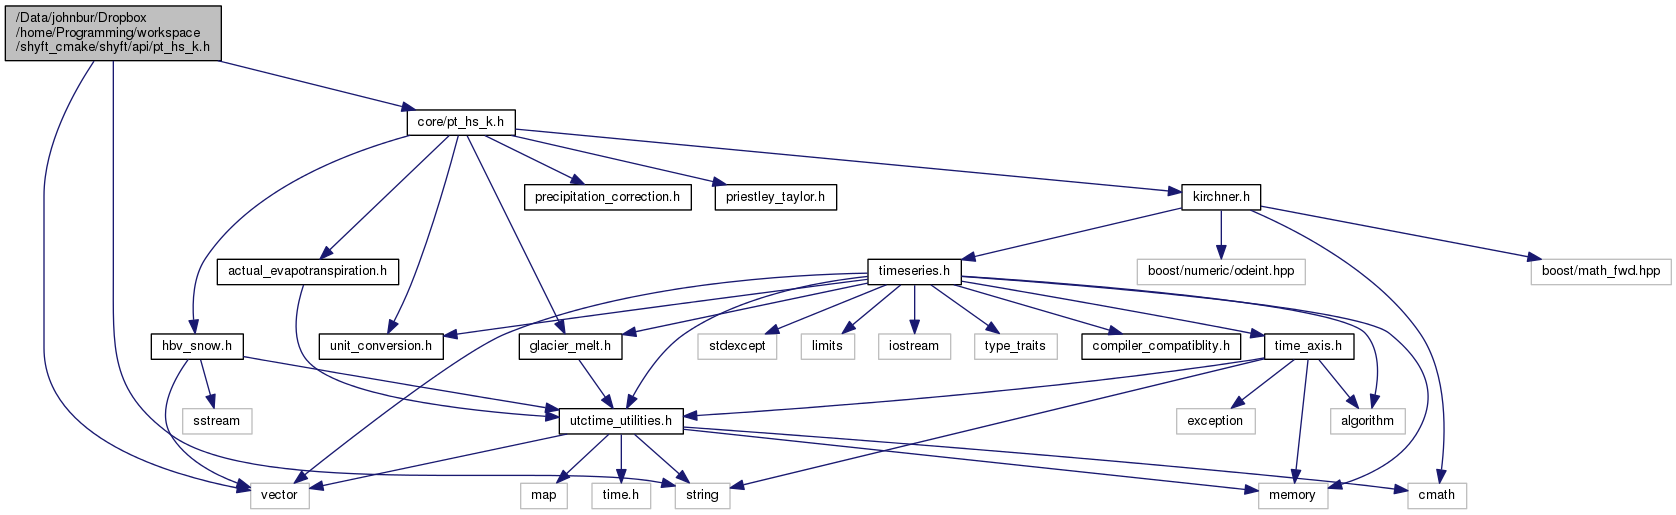 /Data/johnbur/Dropbox
/home/Programming/workspace
/shyft_cmake/shyft/api/pt_hs_k.h
core/pt_hs_k.h
precipitation_correction.h
priestley_taylor.h
kirchner.h
actual_evapotranspiration.h
timeseries.h
boost/numeric/odeint.hpp
boost/math_fwd.hpp
hbv_snow.h
unit_conversion.h
glacier_melt.h
stdexcept
limits
iostream
type_traits
compiler_compatiblity.h
time_axis.h
sstream
utctime_utilities.h
exception
algorithm
vector
map
time.h
string
memory
cmath